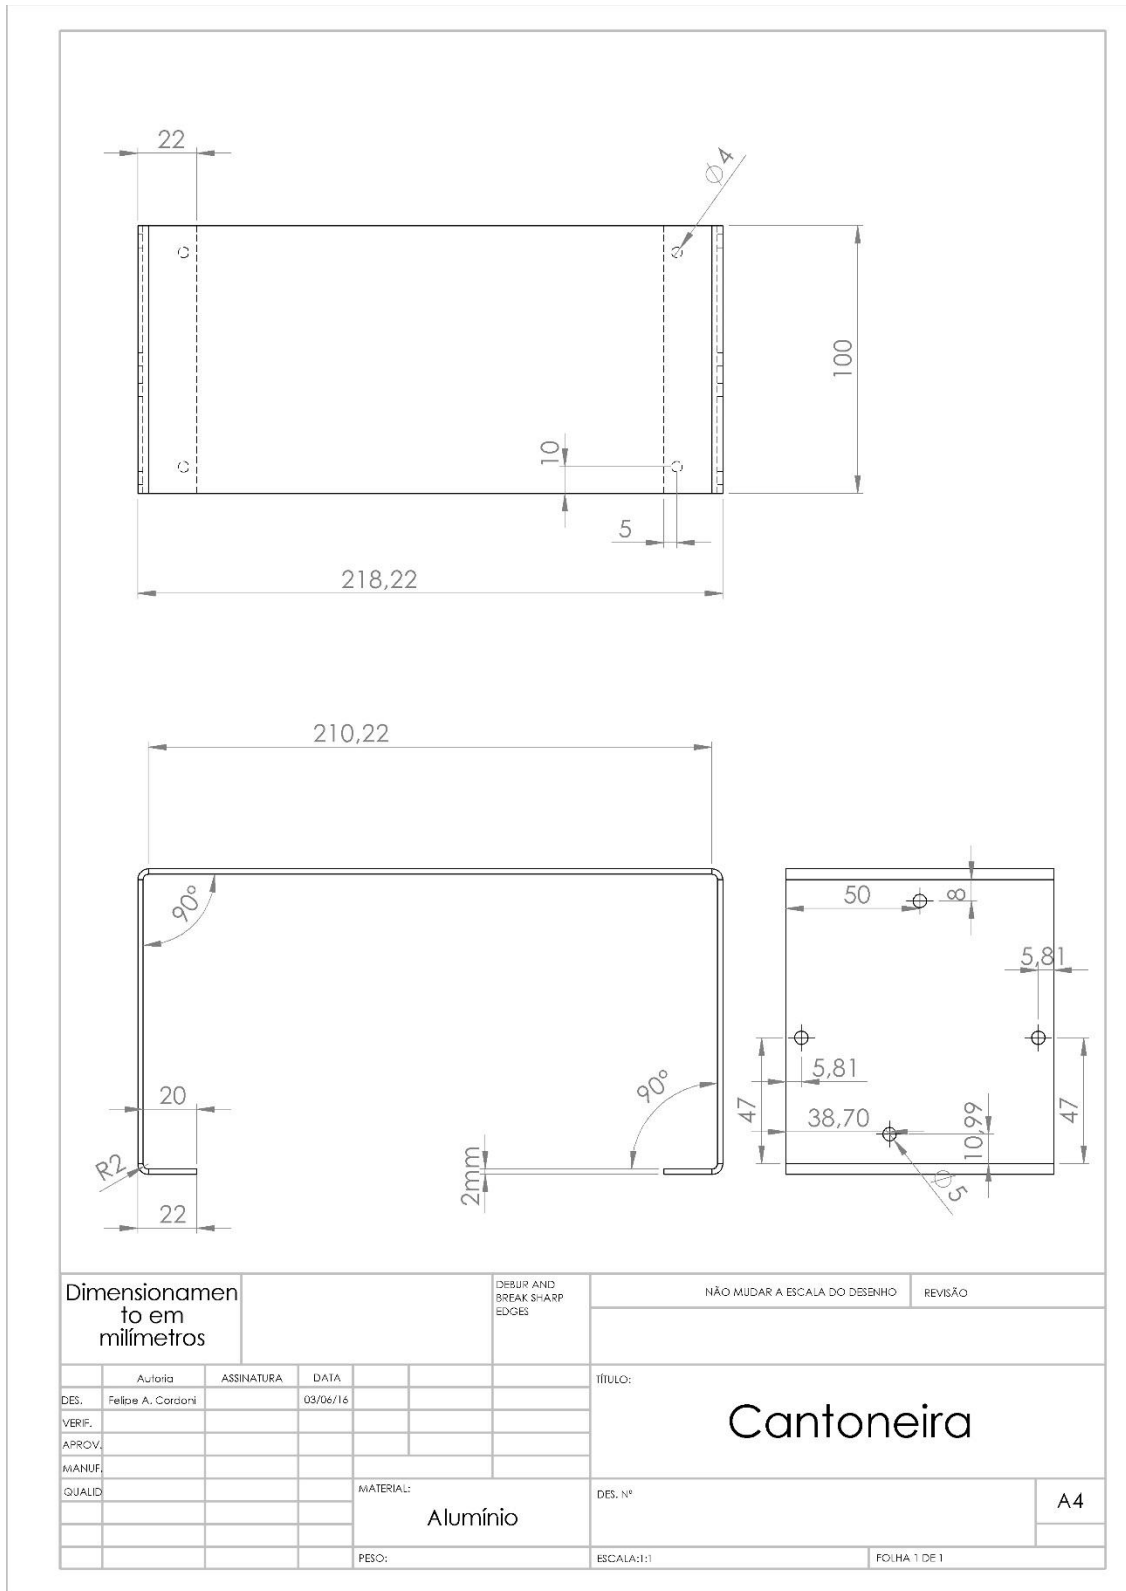 22
∅4
100
10
5
218,22
210,22
90°
90°
20
R2
22
2mm
50
8
5,81
5,81
47
38,70
10,99
47
∅5
Dimensionamen
to em
milímetros
DEBUR AND
BREAK SHARP
EDGES
NÃO MUDAR A ESCALA DO DESENHO
REVISÃO
Autoria
ASSINATURA
DATA
DES.
Felipe A. Cordoni
03/06/16
VERIF.
APROV.
MANUF.
QUALID
TÍTULO:
Cantoneira
MATERIAL:
Alumínio
DES. Nº
A4
PESO:
ESCALA:1:1
FOLHA 1 DE 1